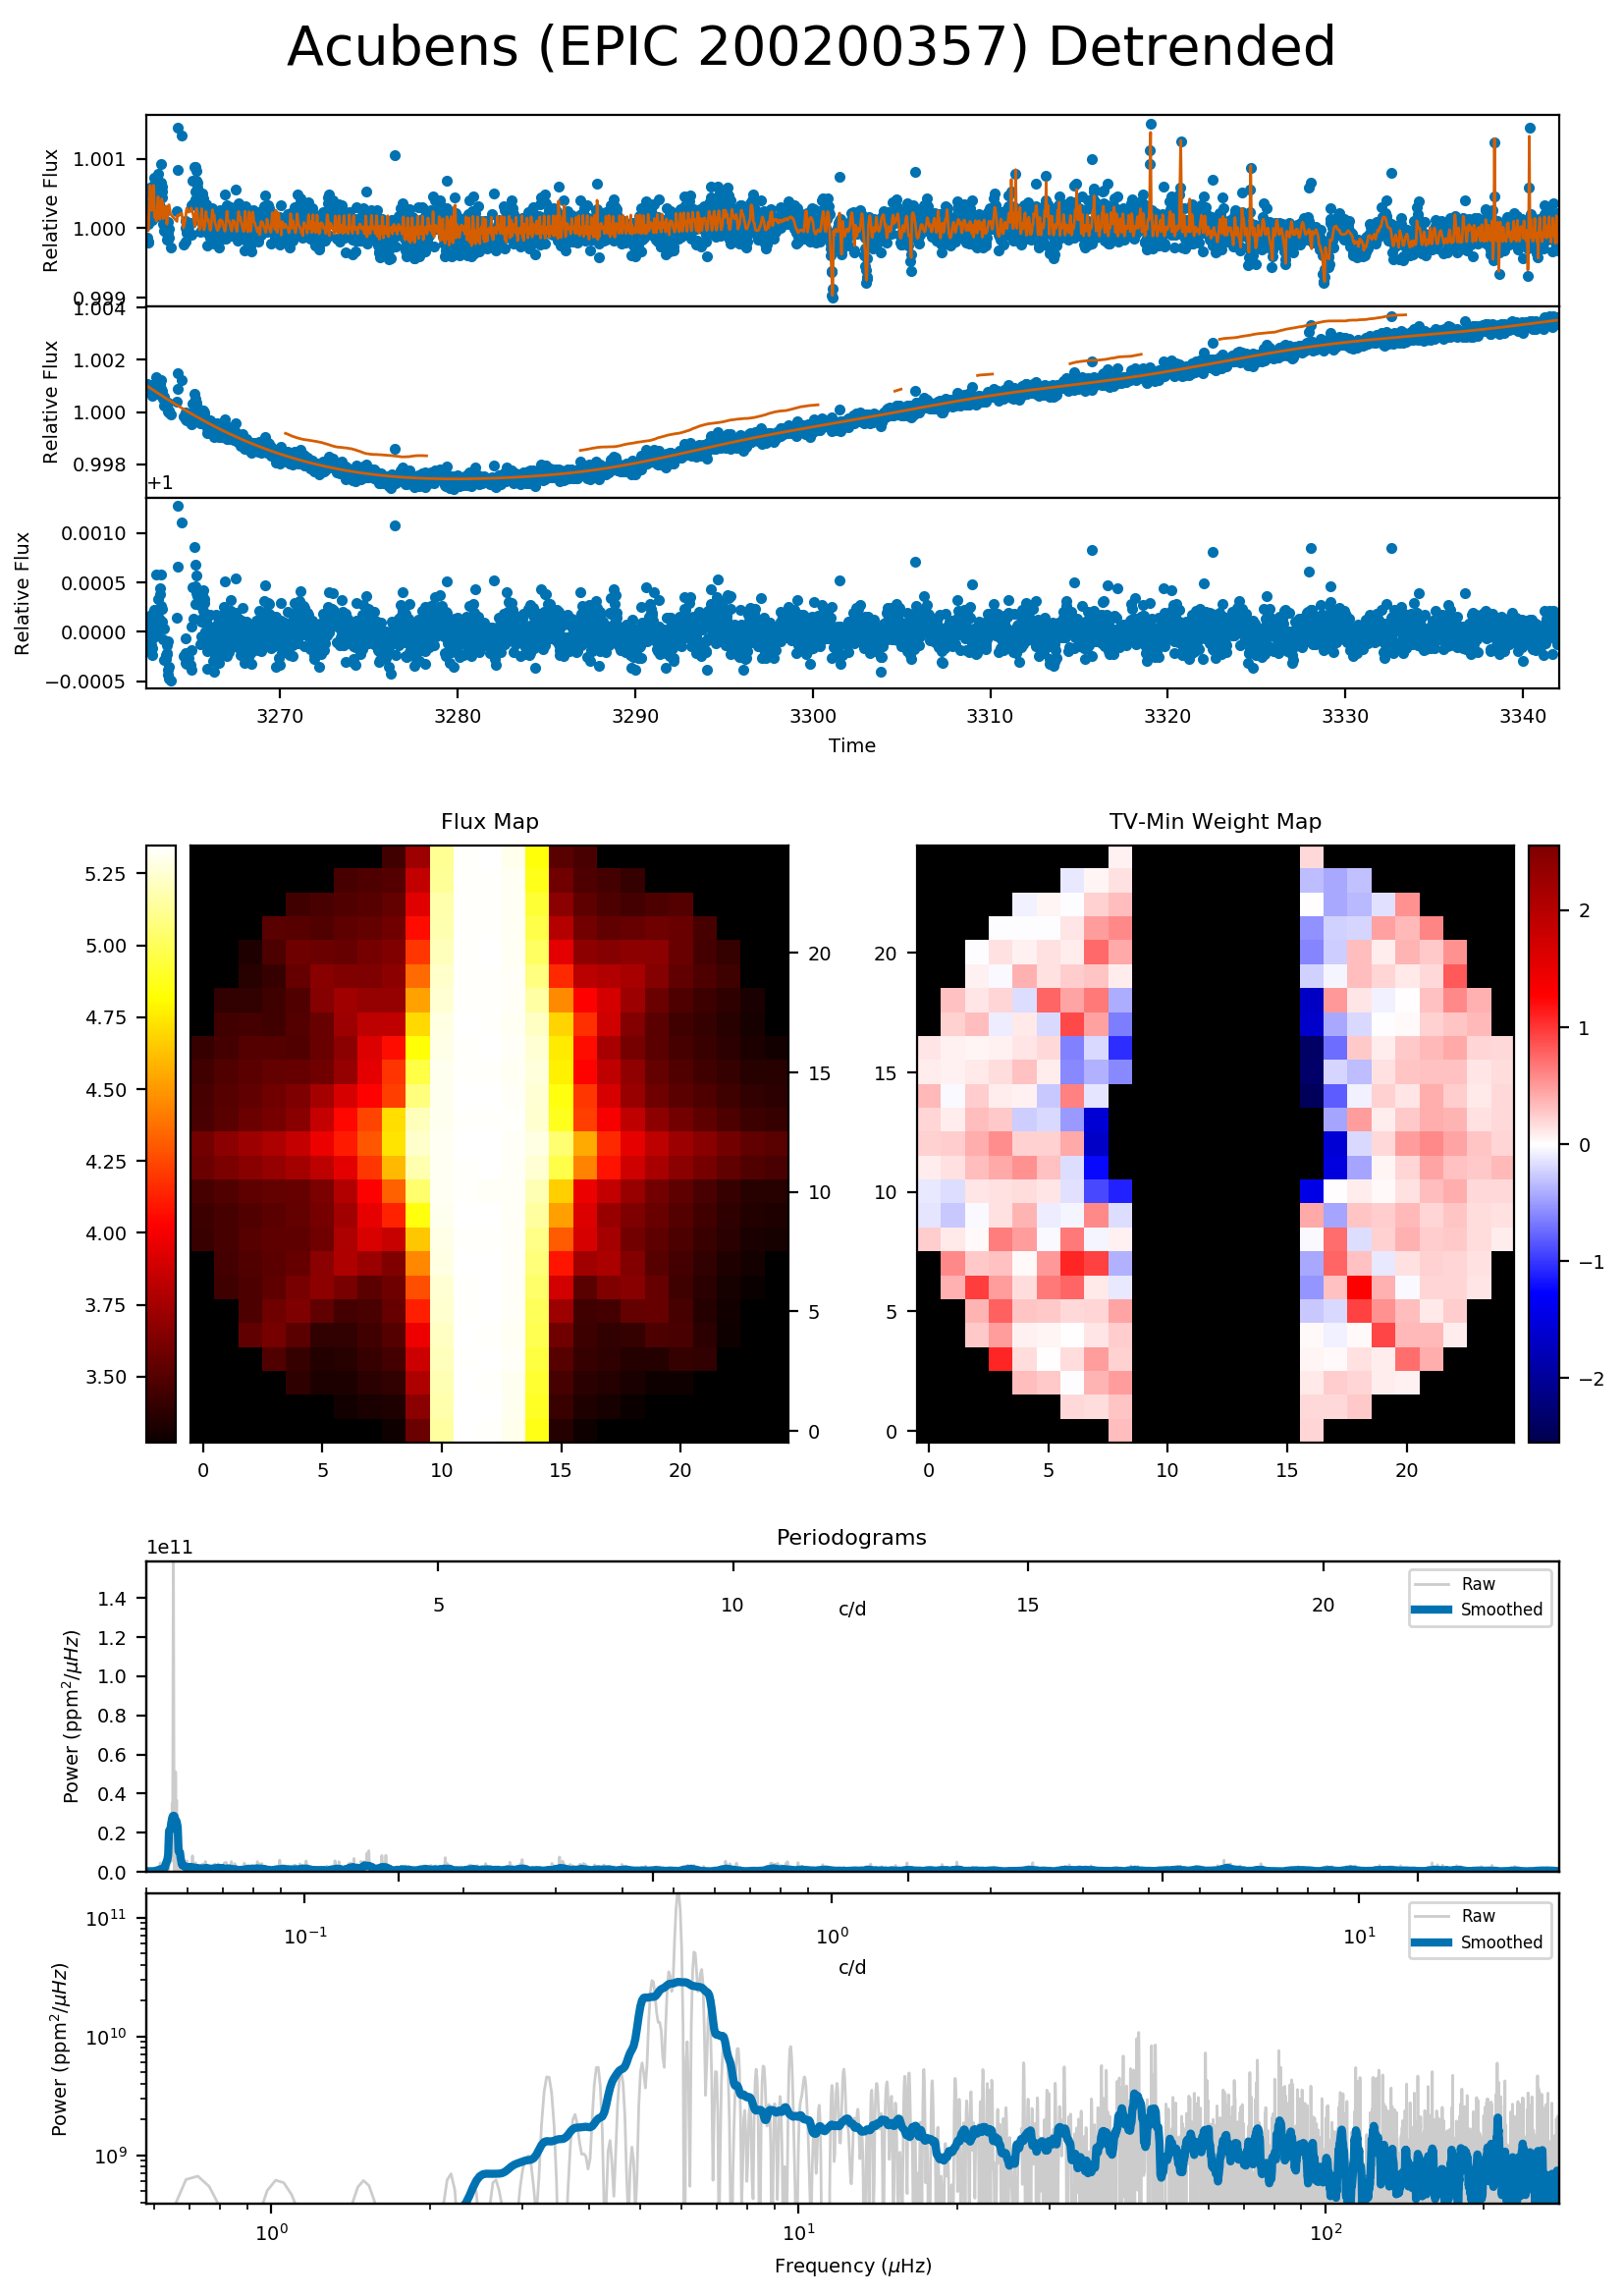 Acubens (EPIC 200200357) Detrended
Relative Flux
1.001
1.000
0.999
Relative Flux
1.004
1.002
1.000
0.998
+1
Relative Flux
0.0010
0.0005
0.0000
−0.0005
3270 3280 3290 3300 3310 3320 3330 3340
Time
Flux Map
5.25
5.00
4.75
4.50
4.25
4.00
3.75
3.50
20
15
10
5
0
0 5 10 15 20
TV-Min Weight Map
20
15
10
5
0
0 5 10 15 20
2
1
0
−1
−2
Periodograms
1e11
Power (ppm²/μHz)
1.4
1.2
1.0
0.8
0.6
0.4
0.2
0.0
5 10 15 20
c/d
Raw
Smoothed
Power (ppm²/μHz)
10¹¹
10¹⁰
10⁹
10⁻¹ 10⁰ 10¹
c/d
Raw
Smoothed
10⁰ 10¹ 10²
Frequency (μHz)